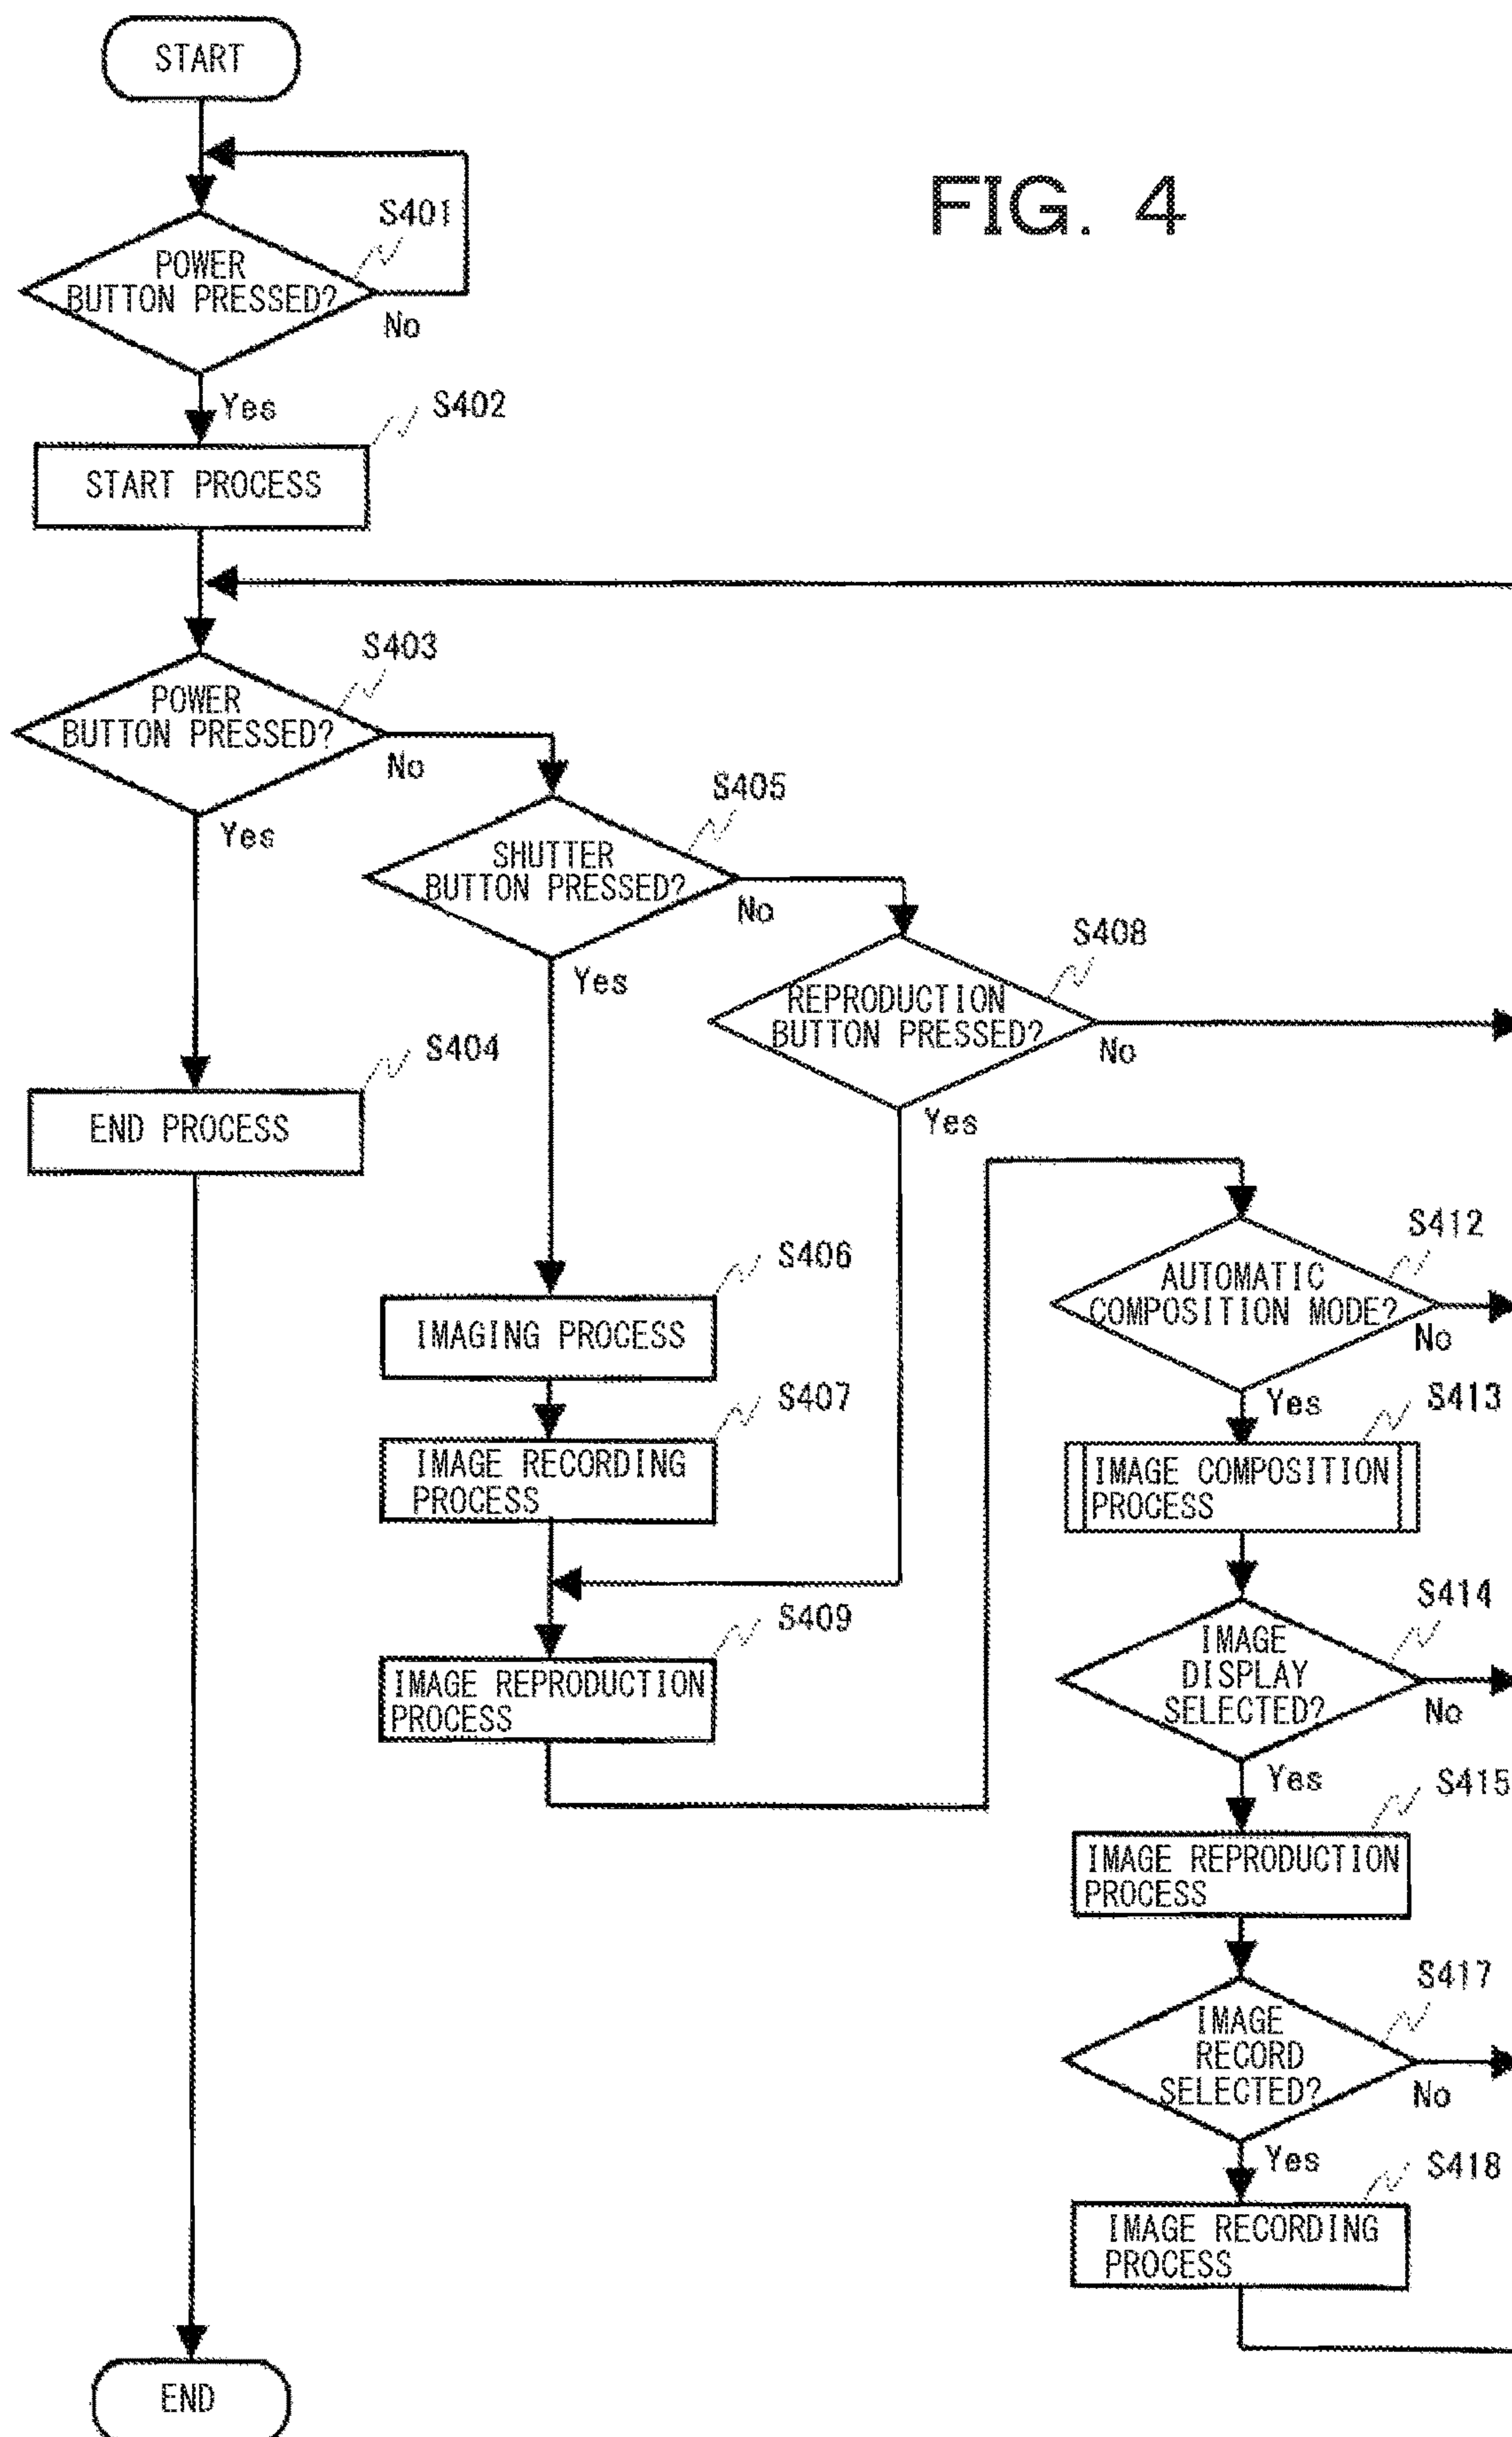 START
FIG. 4
S401
POWER
BUTTON PRESSED?
No
Yes
S402
START PROCESS
S403
POWER
BUTTON PRESSED?
No
Yes
S405
SHUTTER
BUTTON PRESSED?
No
Yes
S408
REPRODUCTION
BUTTON PRESSED?
No
Yes
S404
END PROCESS
S406
IMAGING PROCESS
S407
IMAGE RECORDING
PROCESS
S409
IMAGE REPRODUCTION
PROCESS
S412
AUTOMATIC
COMPOSITION MODE?
No
Yes
S413
IMAGE COMPOSITION
PROCESS
S414
IMAGE
DISPLAY
SELECTED?
No
Yes
S415
IMAGE REPRODUCTION
PROCESS
S417
IMAGE
RECORD
SELECTED?
No
Yes
S418
IMAGE RECORDING
PROCESS
END